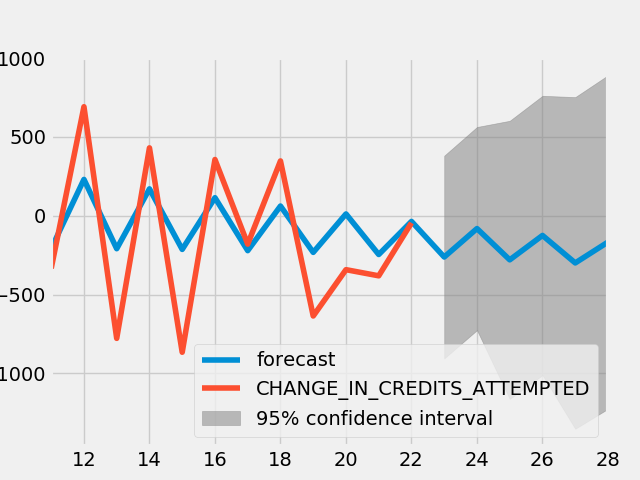 1000
500
0
−500
1000
forecast
CHANGE_IN_CREDITS_ATTEMPTED
95% confidence interval
12 14 16 18 20 22 24 26 28